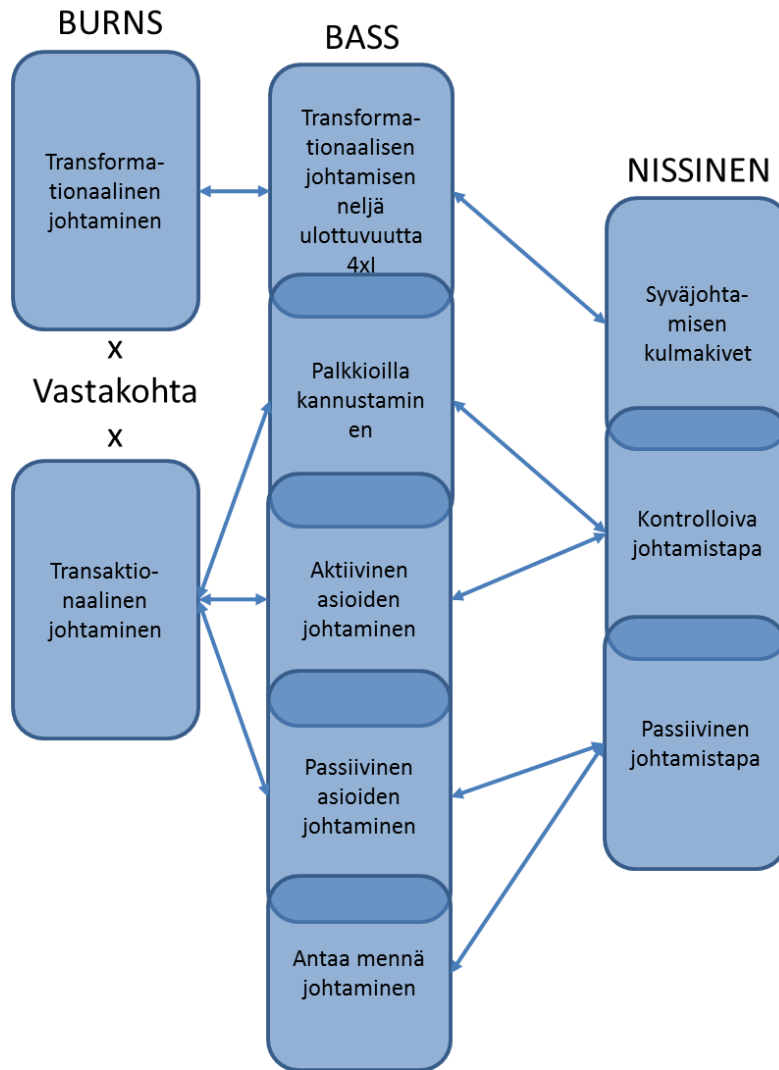 BURNS
Transforma-
tionaalinen
johtaminen
x
Vastakohta
x
Transaktio-
naalinen
johtaminen
BASS
Transforma-
tionaalisen
johtamisen
neljä
ulottuvuutta
4xI
Palkkioilla
kannustamin
en
Aktiivinen
asioiden
johtaminen
Passiivinen
asioiden
johtaminen
Antaa mennä
johtaminen
NISSINEN
Syväjohta-
misen
kulmakivet
Kontrolloiva
johtamistapa
Passiivinen
johtamistapa